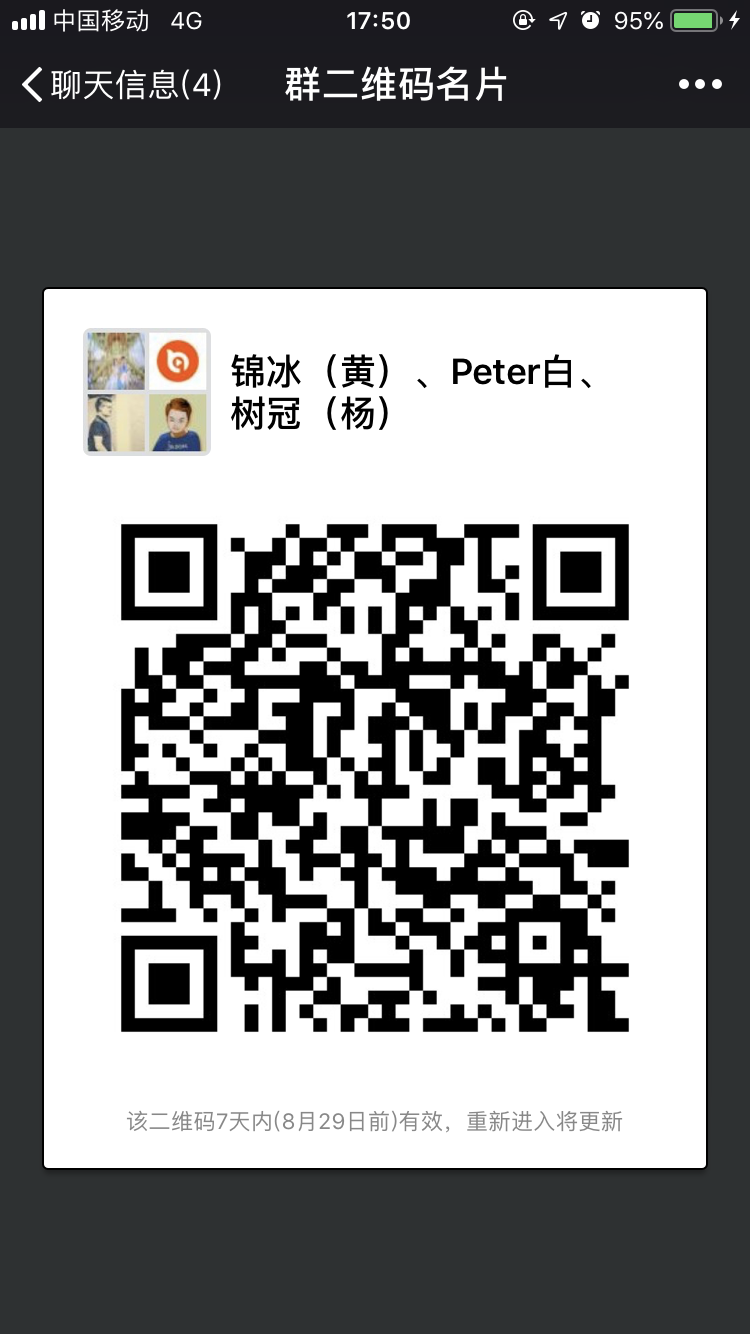 中国移动 4G 17:50 95%
聊天信息(4) 群二维码名片
锦冰（黄）、Peter白、
树冠（杨）
该二维码7天内(8月29日前)有效，重新进入将更新